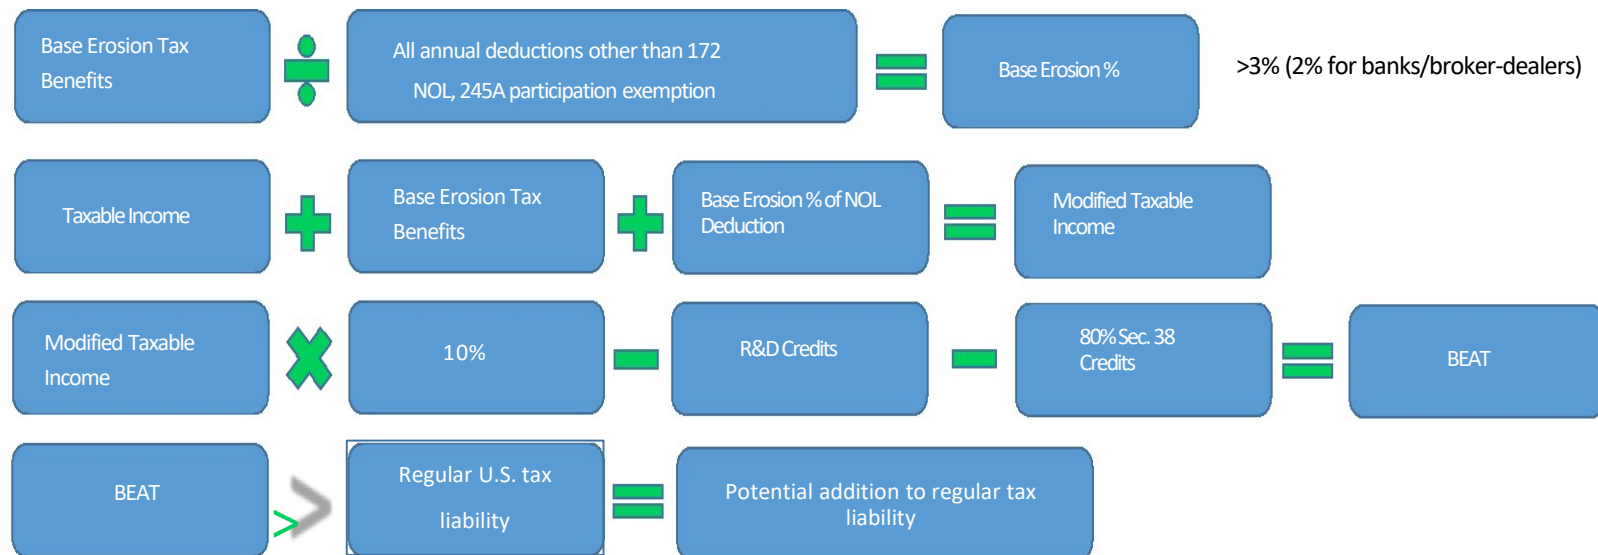 Base Erosion Tax
Benefits
All annual deductions other than 172
NOL, 245A participation exemption
Base Erosion %
>3% (2% for banks/broker-dealers)
Taxable Income
Base Erosion Tax
Benefits
Base Erosion % of NOL
Deduction
Modified Taxable
Income
Modified Taxable
Income
10%
R&D Credits
80% Sec. 38
Credits
BEAT
BEAT
>
Regular U.S. tax
liability
Potential addition to regular tax
liability